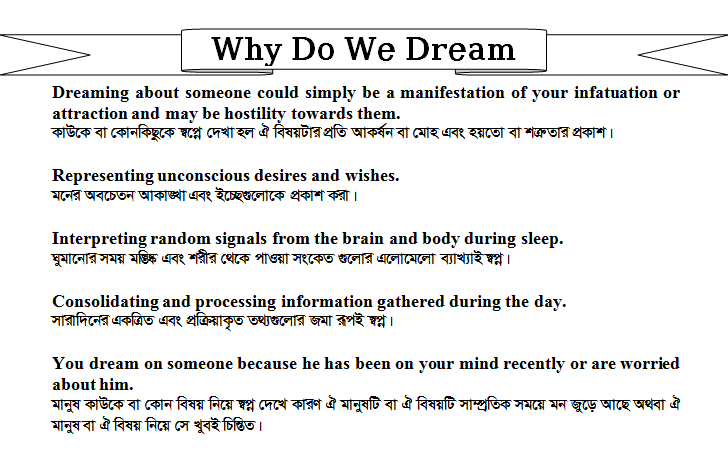 Why Do We Dream
Dreaming about someone could simply be a manifestation of your infatuation or
attraction and may be hostility towards them.
কাউকে বা কোনকিছুকে স্বপ্নে দেখা হল ঐ বিষয়টার প্রতি আকর্ষন বা মোহ এবং হয়তো বা শত্রুতার প্রকাশ।
Representing unconscious desires and wishes.
মনের অবচেতন আকাঙ্খা এবং ইচ্ছেগুলোকে প্রকাশ করা।
Interpreting random signals from the brain and body during sleep.
ঘুমানোর সময় মস্তিষ্ক এবং শরীর থেকে পাওয়া সংকেত গুলোর এলোমেলো ব্যাখ্যাই স্বপ্ন।
Consolidating and processing information gathered during the day.
সারাদিনের একত্রিত এবং প্রক্রিয়াকৃত তথ্যগুলোর জমা রূপই স্বপ্ন।
You dream on someone because he has been on your mind recently or are worried
about him.
মানুষ কাউকে বা কোন বিষয় নিয়ে স্বপ্ন দেখে কারণ ঐ মানুষটি বা ঐ বিষয়টি সাম্প্রতিক সময়ে মন জুড়ে আছে অথবা ঐ
মানুষ বা ঐ বিষয় নিয়ে সে খুবই চিন্তিত।